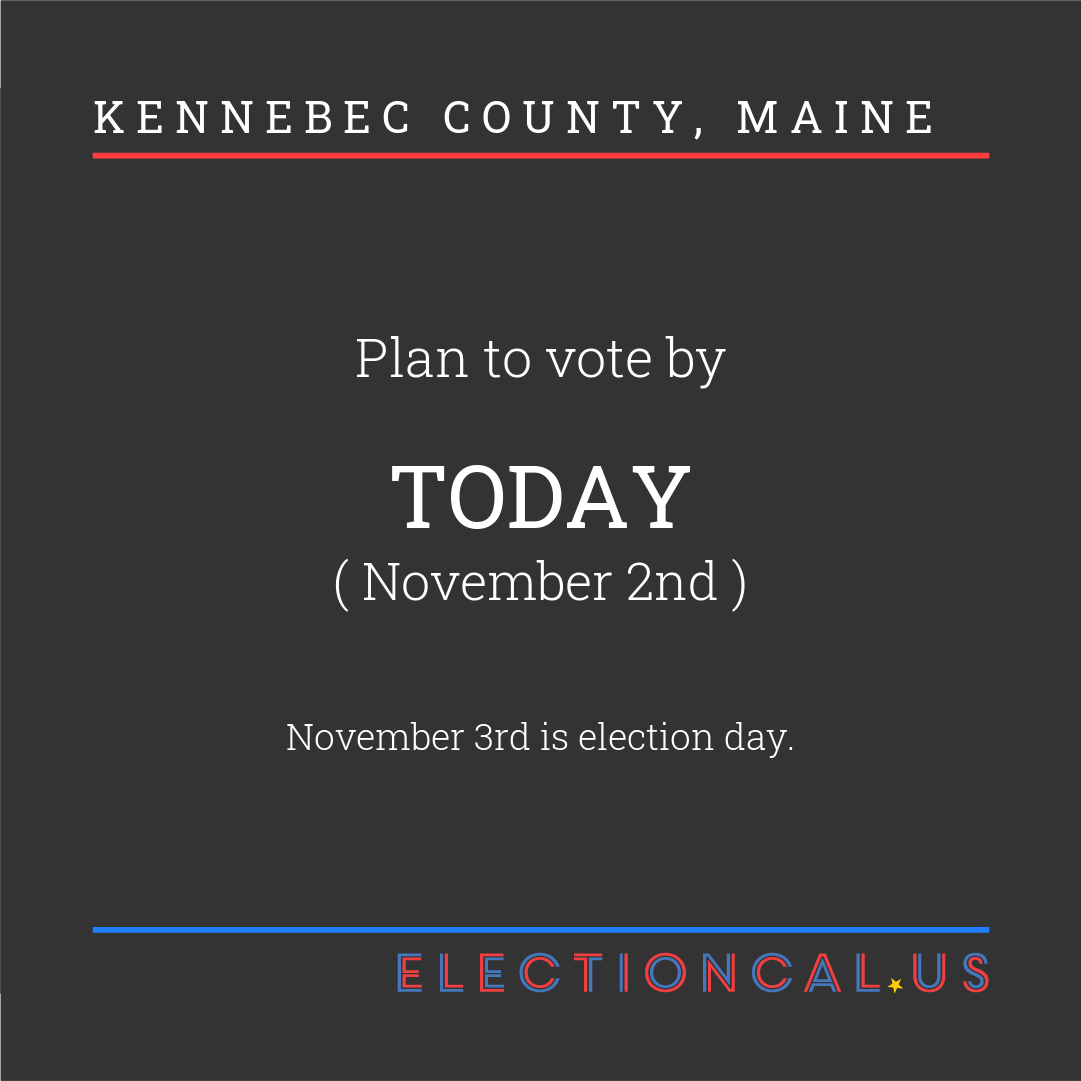 KENNEBEC COUNTY, MAINE
Plan to vote by
TODAY
( November 2nd )
November 3rd is election day.
ELECTIONCAL.US